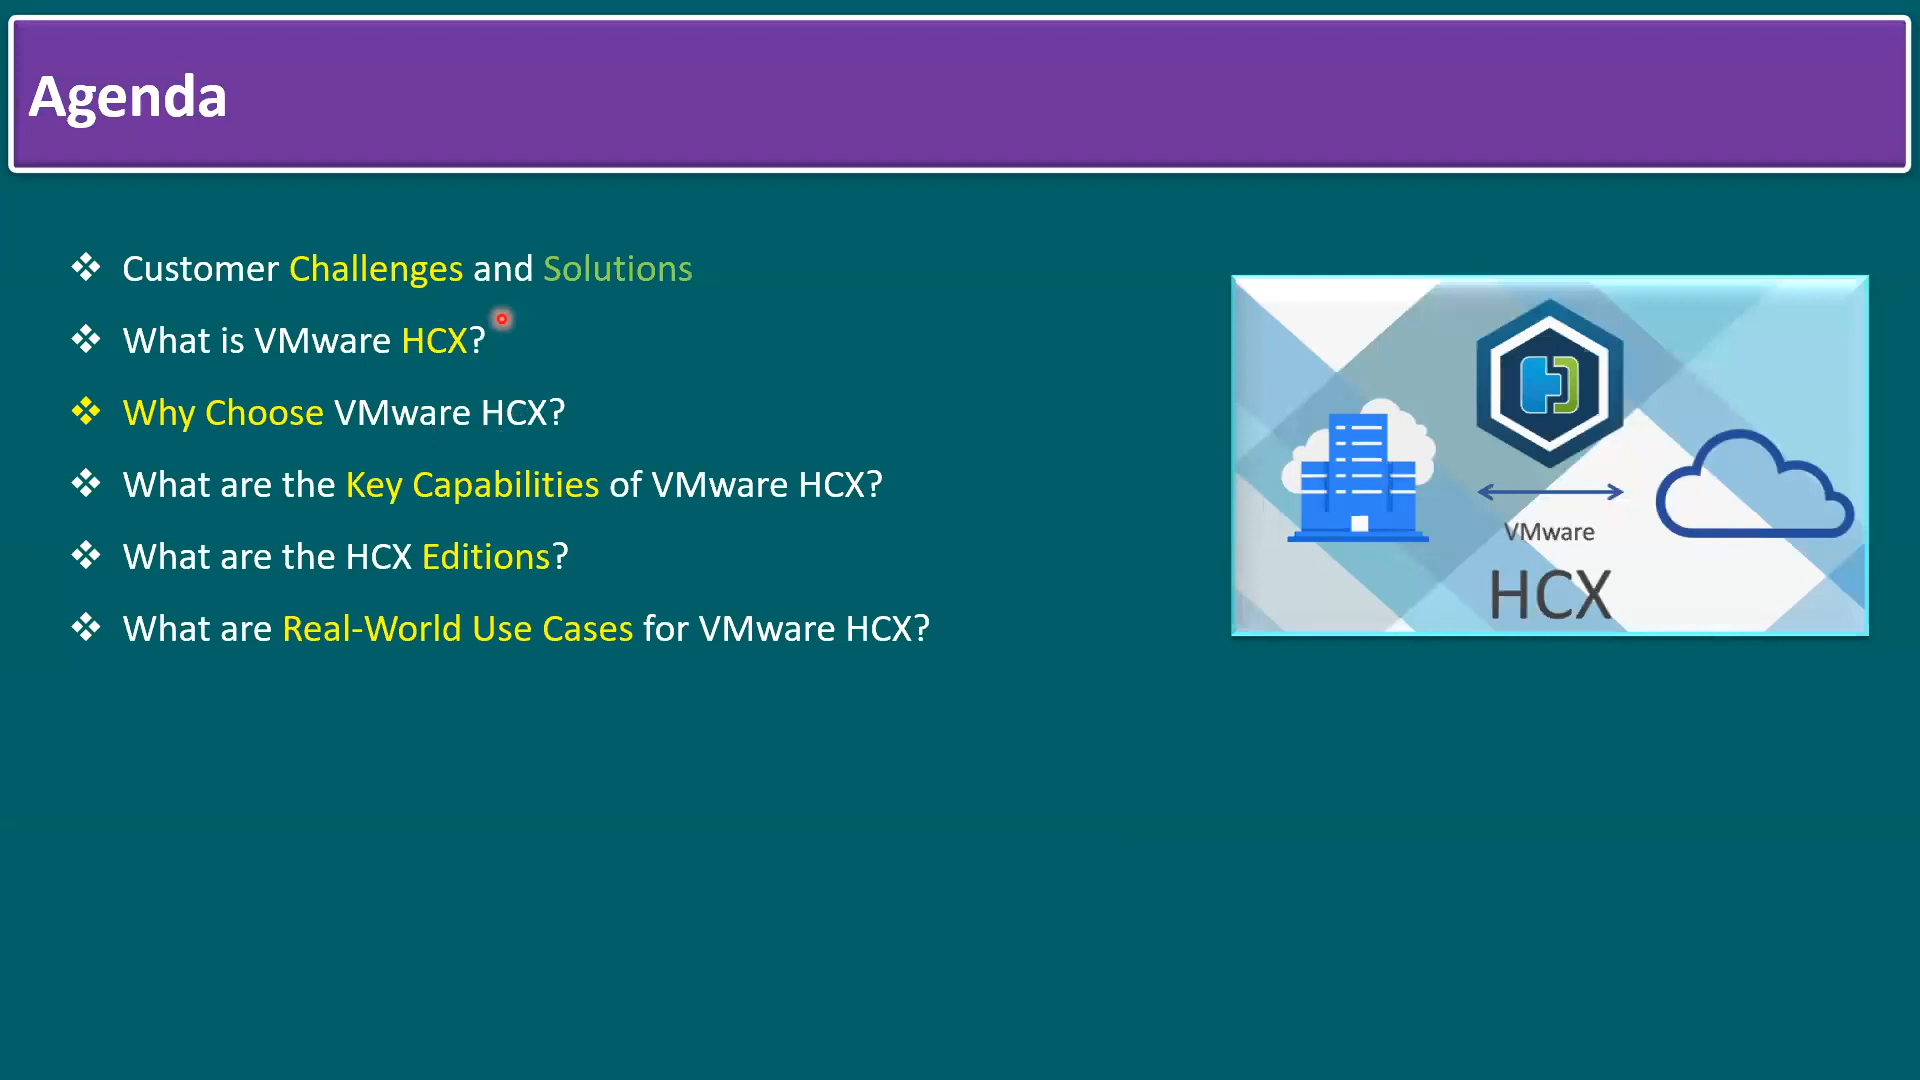 Agenda
Customer Challenges and Solutions
What is VMware HCX?
Why Choose VMware HCX?
What are the Key Capabilities of VMware HCX?
What are the HCX Editions?
What are Real-World Use Cases for VMware HCX?
VMware
HCX